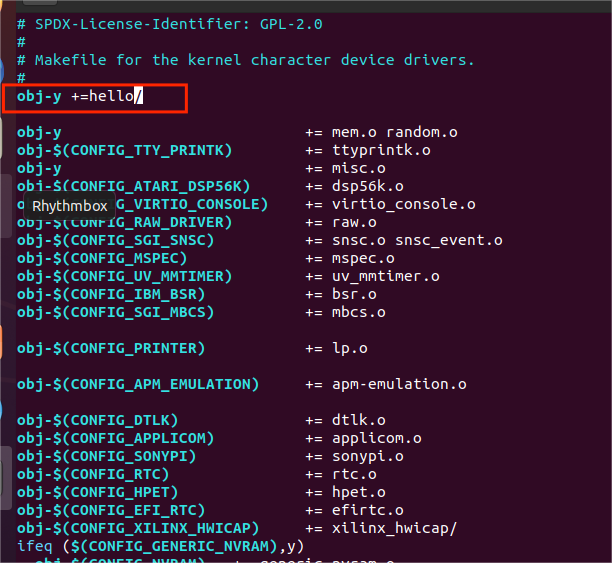 # SPDX-License-Identifier: GPL-2.0
#
# Makefile for the kernel character device drivers.
#
obj-y +=hello/
obj-y += mem.o random.o
obj-$(CONFIG_TTY_PRINTK) += ttyprintk.o
obj-y += misc.o
obj-$(CONFIG_ATARI_DSP56K) += dsp56k.o
Rhythmbox
CONFIG_VIRTIO_CONSOLE) += virtio_console.o
obj-$(CONFIG_RAW_DRIVER) += raw.o
obj-$(CONFIG_SGI_SNSC) += snsc.o snsc_event.o
obj-$(CONFIG_MSPEC) += mspec.o
obj-$(CONFIG_UV_MMTIMER) += uv_mmtimer.o
obj-$(CONFIG_IBM_BSR) += bsr.o
obj-$(CONFIG_SGI_MBCS) += mbcs.o
obj-$(CONFIG_PRINTER) += lp.o
obj-$(CONFIG_APM_EMULATION) += apm-emulation.o
obj-$(CONFIG_DTLK) += dtlk.o
obj-$(CONFIG_APPLICOM) += applicom.o
obj-$(CONFIG_SONYPI) += sonypi.o
obj-$(CONFIG_RTC) += rtc.o
obj-$(CONFIG_HPET) += hpet.o
obj-$(CONFIG_EFI_RTC) += efirtc.o
obj-$(CONFIG_XILINX_HWICAP) += xilinx_hwicap/
ifeq ($(CONFIG_GENERIC_NVRAM),y)